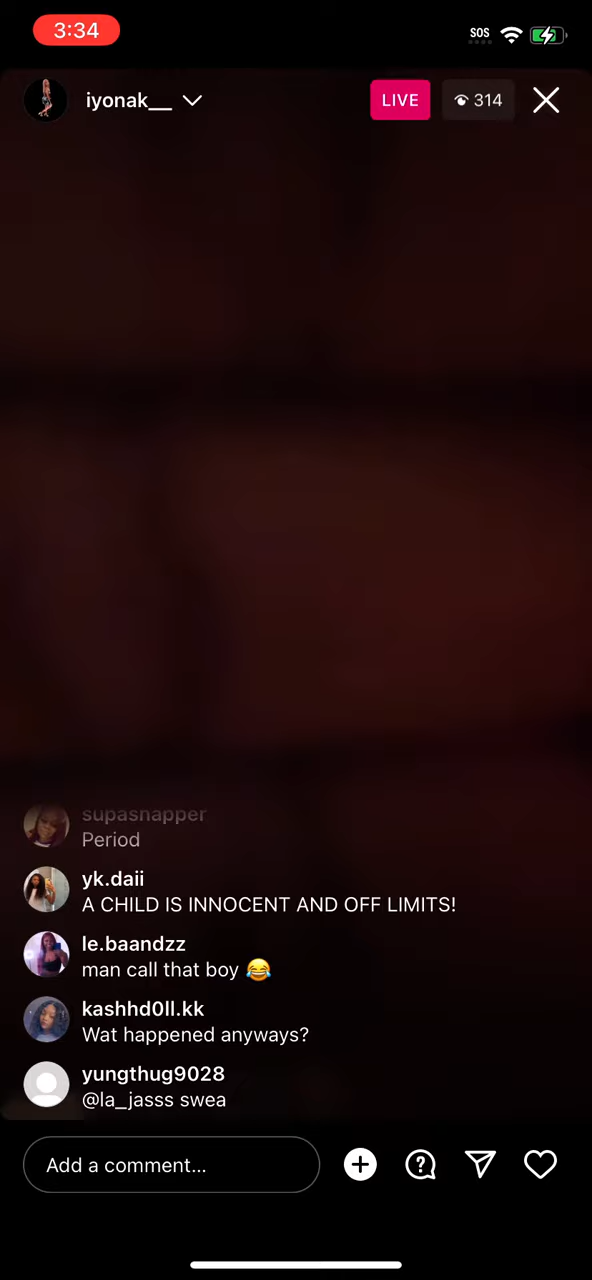 3:34
SOS
iyonak__
LIVE
314
supasnapper
Period
yk.daii
A CHILD IS INNOCENT AND OFF LIMITS!
le.baandzz
man call that boy 😂
kashhd0ll.kk
Wat happened anyways?
yungthug9028
@la_jasss swea
Add a comment...